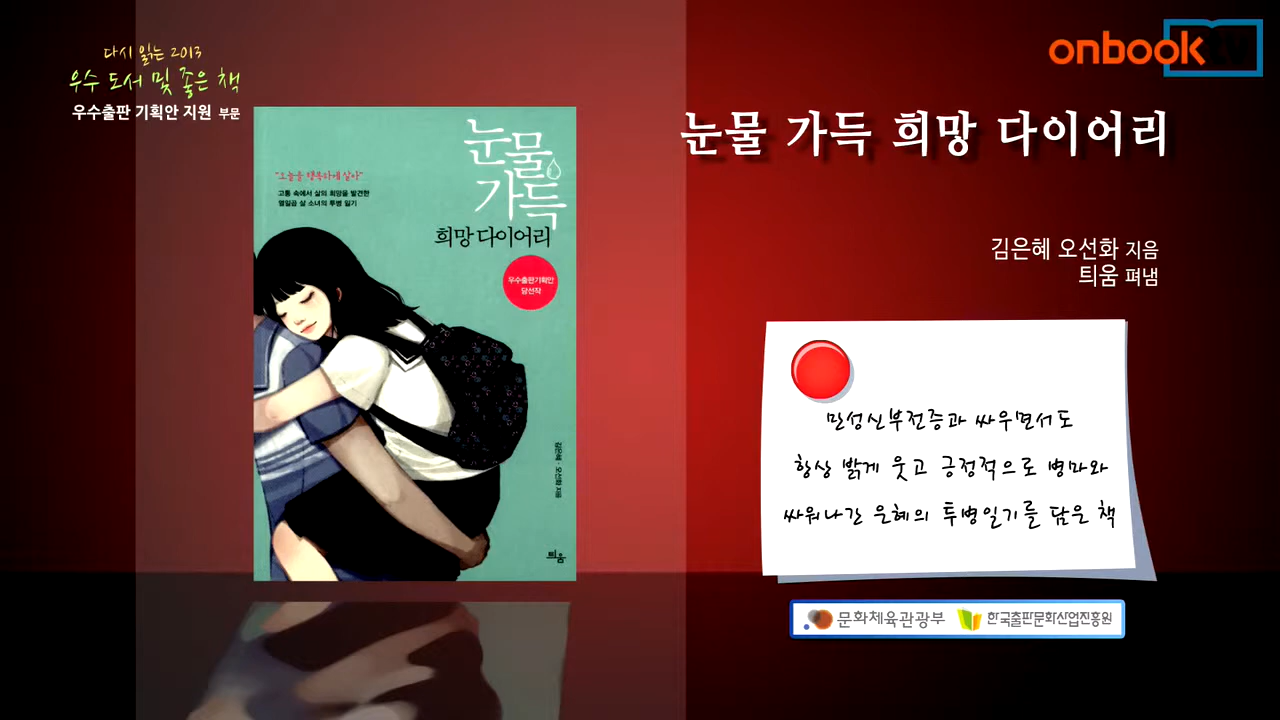 다시 읽는 2013
우수 도서 및 좋은 책
우수출판 기획안 지원 부문
onbook tv
눈물 가득 희망 다이어리
김은혜 오선화 지음
틔움 펴냄
"오늘을 행복하게 살아"
고통 속에서 삶의 희망을 발견한
열일곱 살 소녀의 투병 일기
눈물
가득
희망 다이어리
우수출판기획안
당선작
김은혜 · 오선화 지음
틔움
만성신부전증과 싸우면서도
항상 밝게 웃고 긍정적으로 병마와
싸워나간 은혜의 투병일기를 담은 책
문화체육관광부
한국출판문화산업진흥원